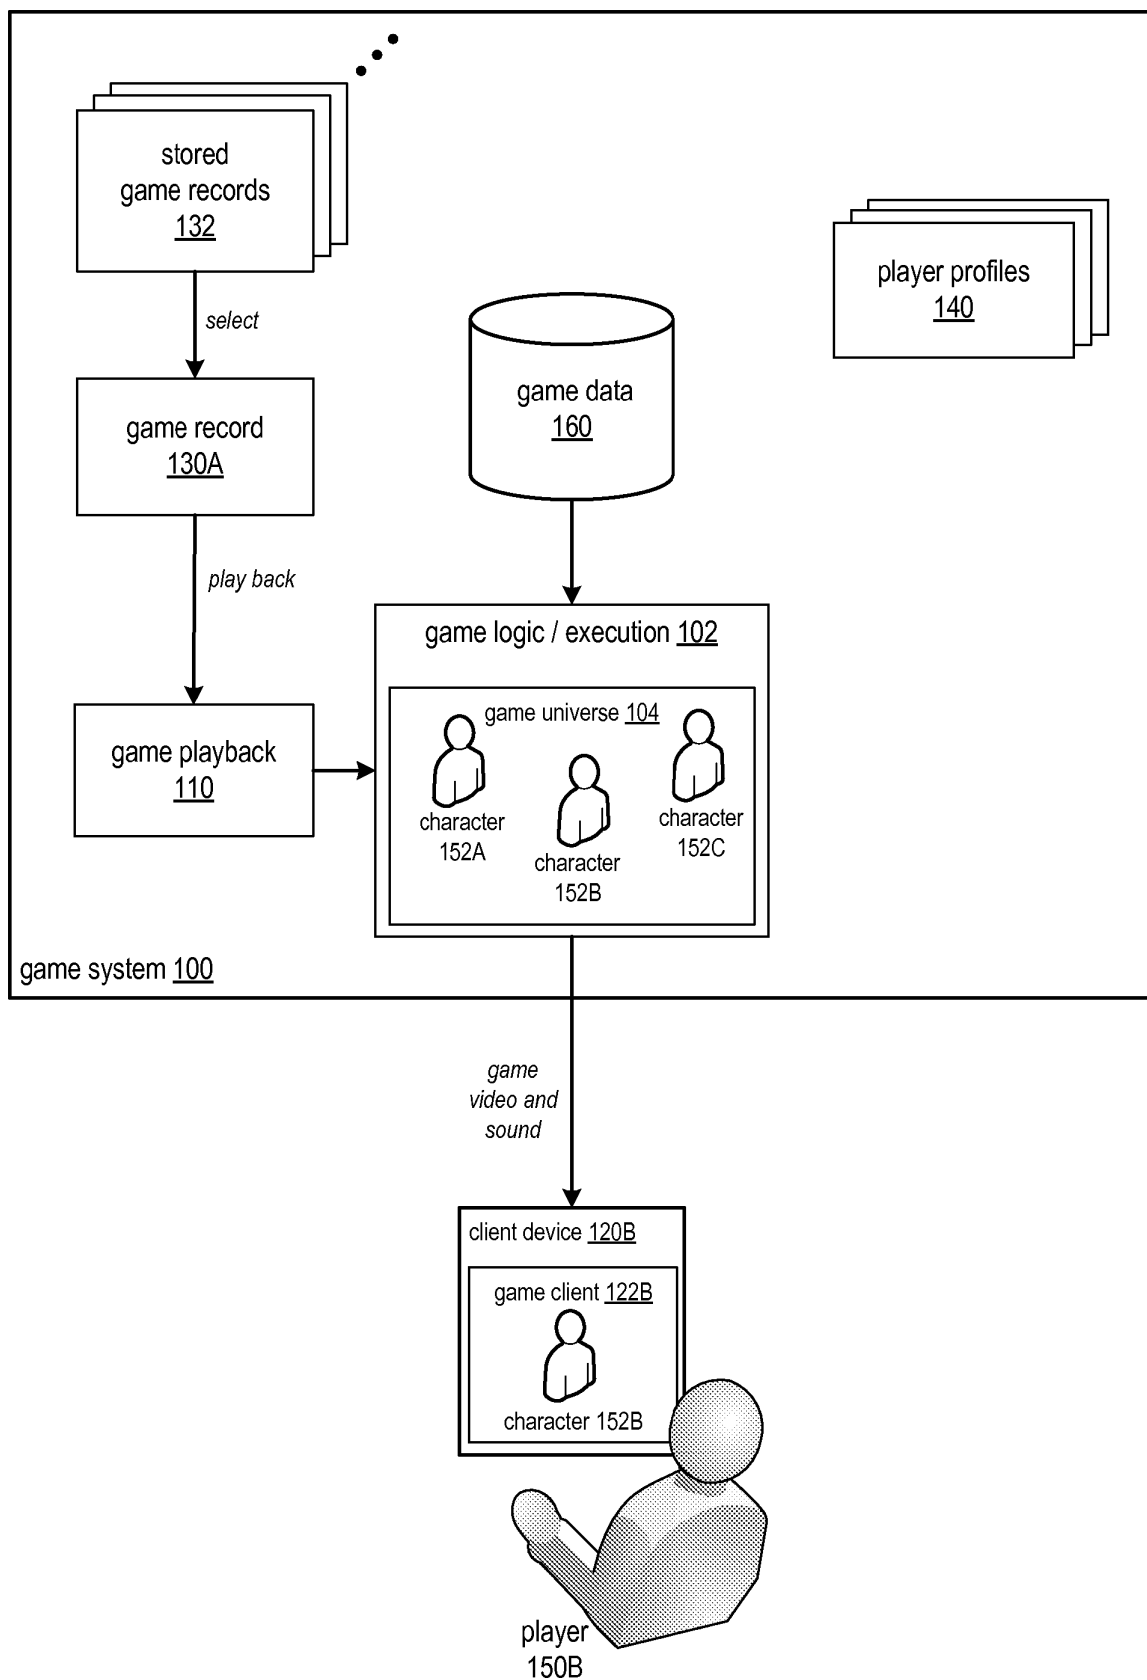 stored
game records
132
player profiles
140
select
game data
160
game record
130A
play back
game logic / execution 102
game universe 104
game playback
110
character
152A
character
152B
character
152C
game system 100
game
video and
sound
client device 120B
game client 122B
character 152B
player
150B